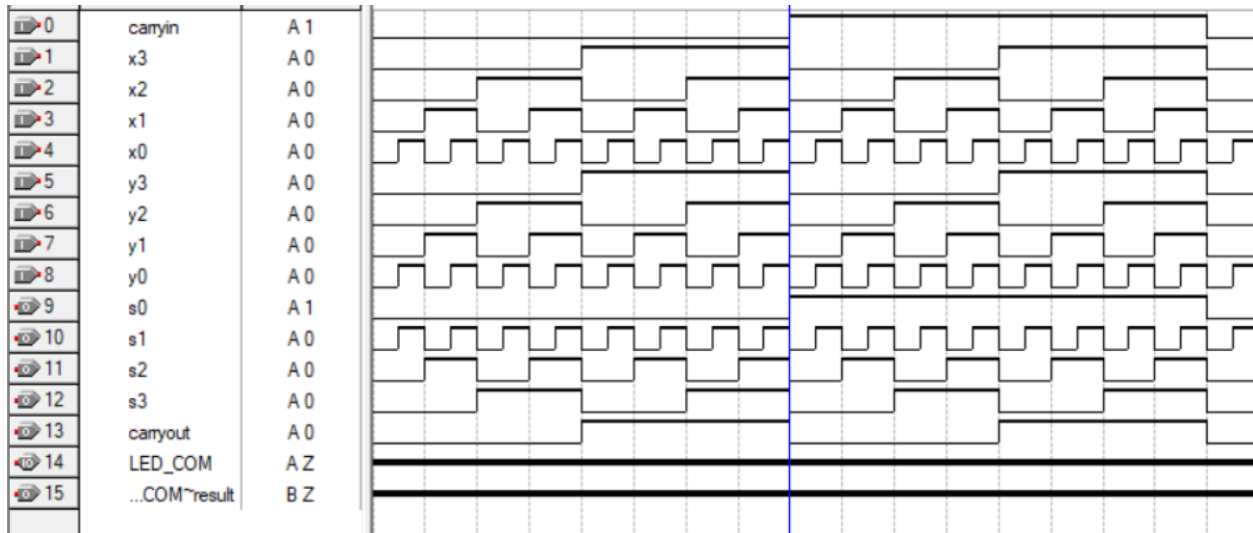 0 carryin A 1
1 x3 A 0
2 x2 A 0
3 x1 A 0
4 x0 A 0
5 y3 A 0
6 y2 A 0
7 y1 A 0
8 y0 A 0
9 s0 A 1
10 s1 A 0
11 s2 A 0
12 s3 A 0
13 carryout A 0
14 LED_COM A Z
15 ...COM~result B Z